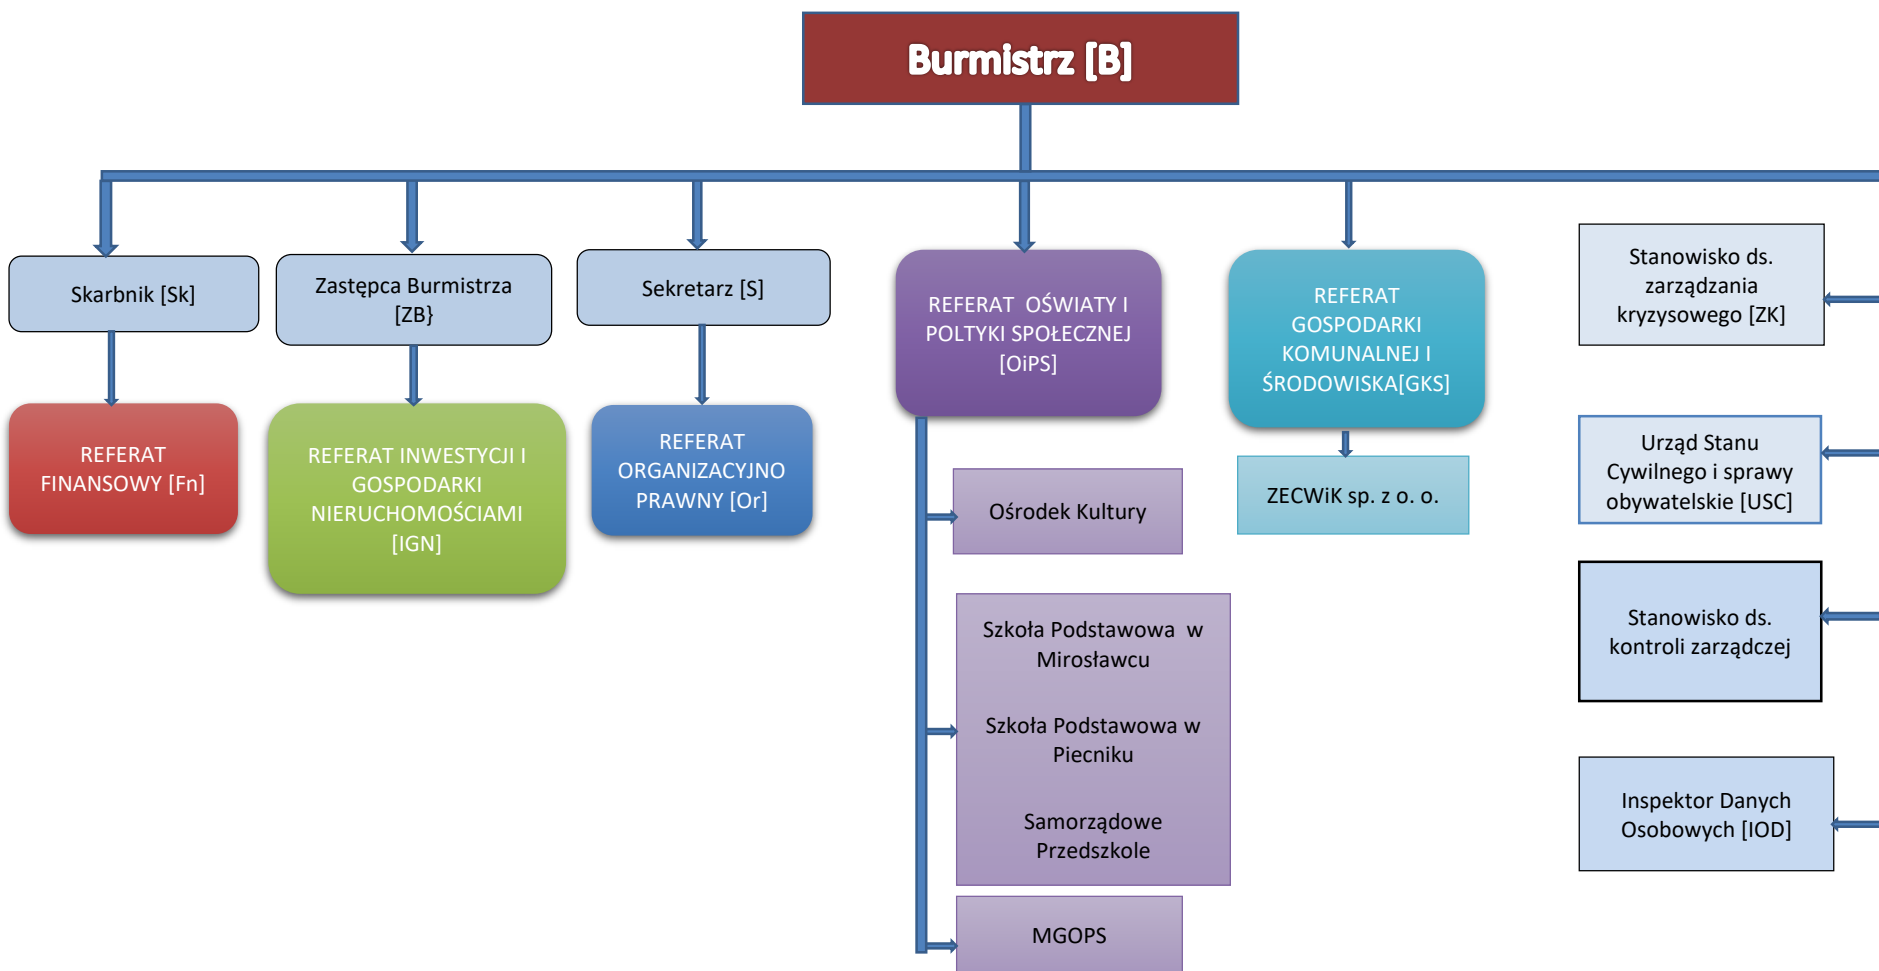 Burmistrz [B]
Skarbnik [Sk]
Zastępca Burmistrza
[ZB}
Sekretarz [S]
REFERAT OŚWIATY I
POLTYKI SPOŁECZNEJ
[OiPS]
REFERAT
GOSPODARKI
KOMUNALNEJ I
ŚRODOWISKA[GKS]
Stanowisko ds.
zarządzania
kryzysowego [ZK]
REFERAT
FINANSOWY [Fn]
REFERAT INWESTYCJI I
GOSPODARKI
NIERUCHOMOŚCIAMI
[IGN]
REFERAT
ORGANIZACYJNO
PRAWNY [Or]
Ośrodek Kultury
ZECWiK sp. z o. o.
Urząd Stanu
Cywilnego i sprawy
obywatelskie [USC]
Szkoła Podstawowa w
Mirosławcu
Szkoła Podstawowa w
Piecniku
Samorządowe
Przedszkole
Stanowisko ds.
kontroli zarządczej
Inspektor Danych
Osobowych [IOD]
MGOPS